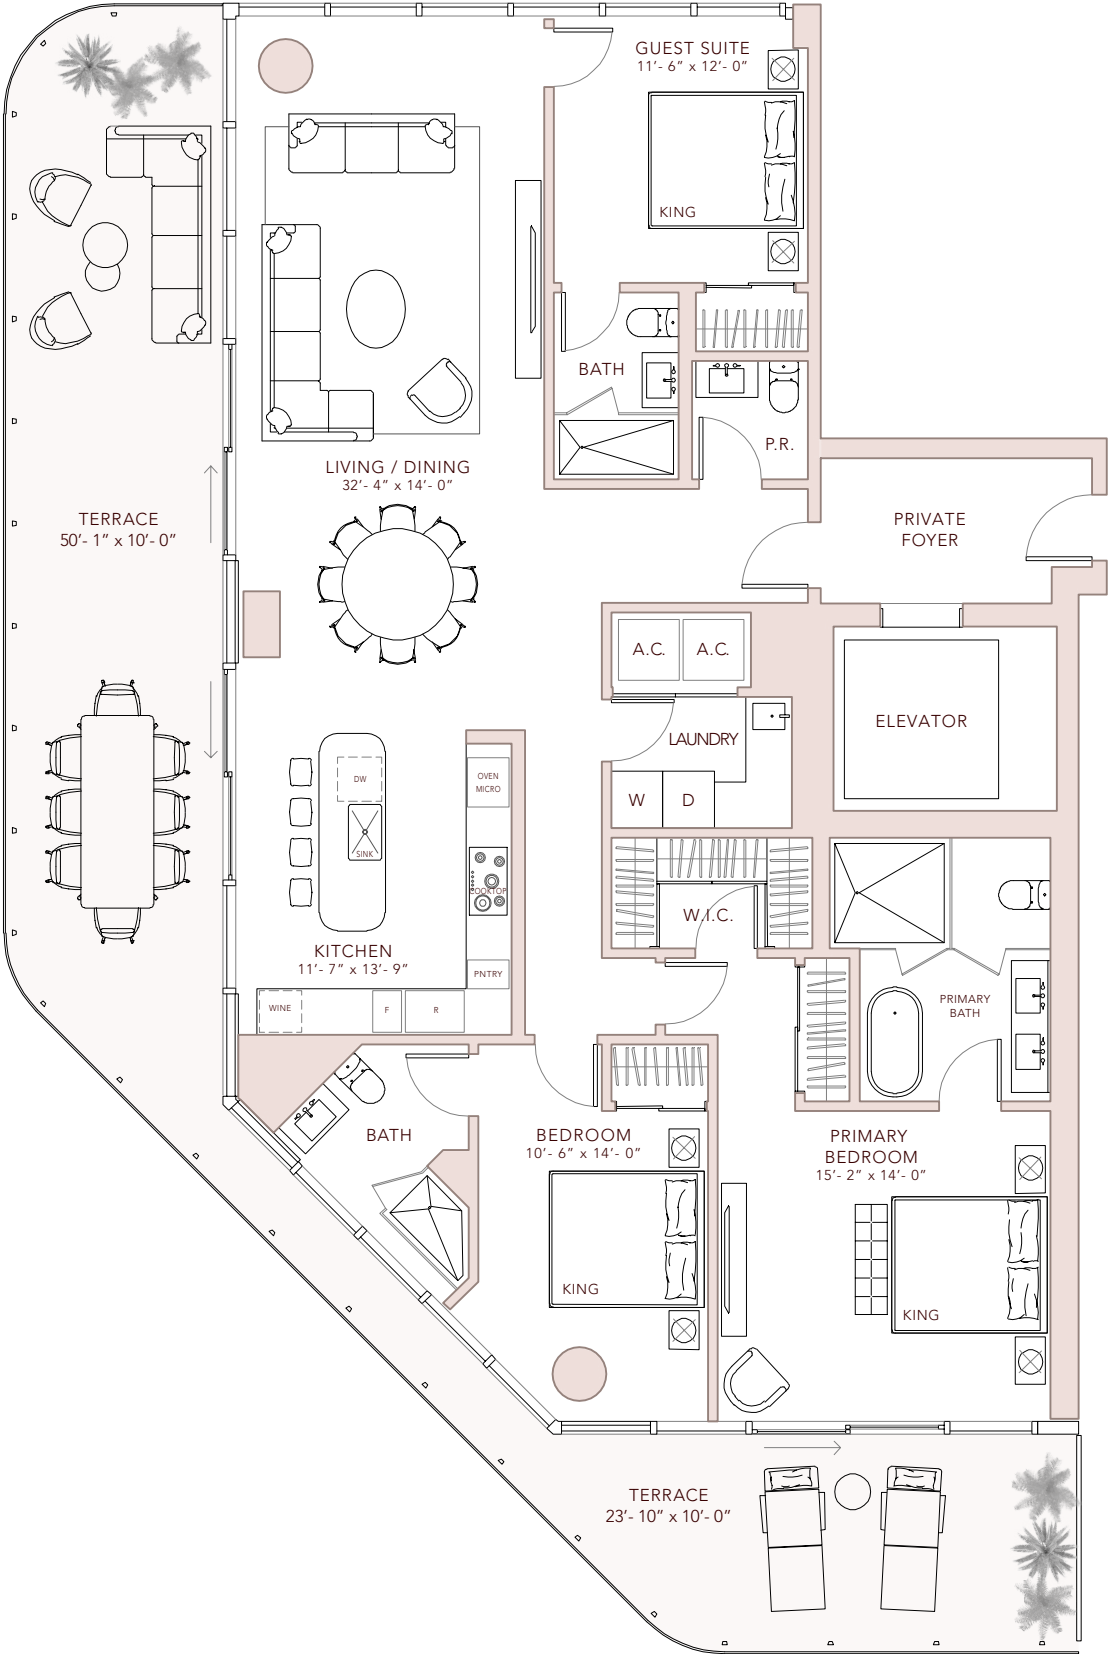 GUEST SUITE
11'- 6" x 12'- 0"
KING
BATH
P.R.
LIVING / DINING
32'- 4" x 14'- 0"
TERRACE
50'- 1" x 10'- 0"
PRIVATE
FOYER
A.C.
A.C.
ELEVATOR
LAUNDRY
W
D
DW
SINK
OVEN
MICRO
COOKTOP
KITCHEN
11'- 7" x 13'- 9"
PNTRY
WINE
F
R
W.I.C.
PRIMARY
BATH
BATH
BEDROOM
10'- 6" x 14'- 0"
KING
PRIMARY
BEDROOM
15'- 2" x 14'- 0"
KING
TERRACE
23'- 10" x 10'- 0"